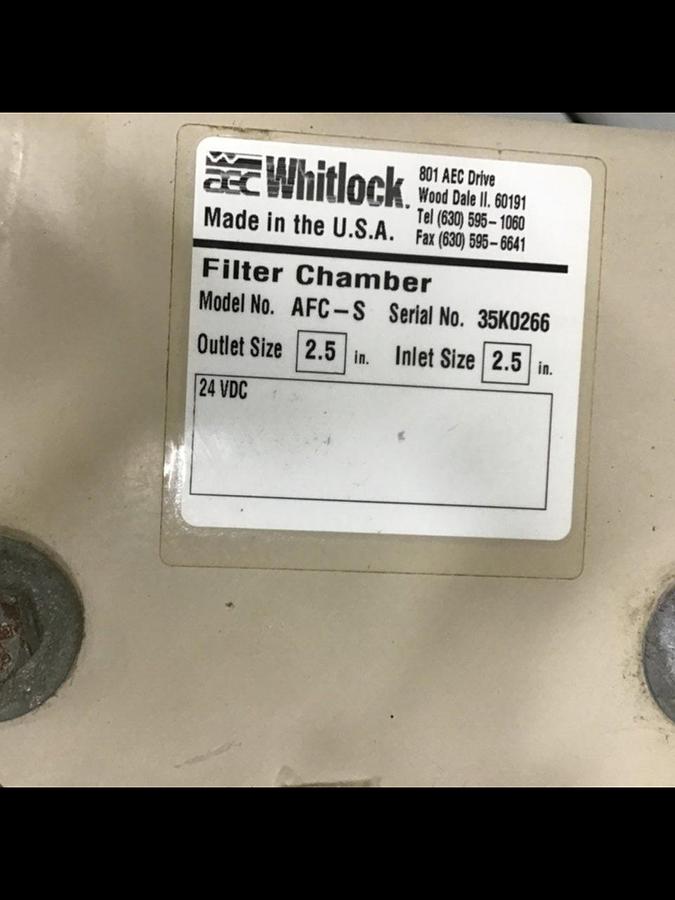 aec Whitlock.
801 AEC Drive
Wood Dale Il. 60191
Tel (630) 595-1060
Fax (630) 595-6641
Made in the U.S.A.
Filter Chamber
Model No. AFC-S Serial No. 35K0266
Outlet Size 2.5 in. Inlet Size 2.5 in.
24 VDC